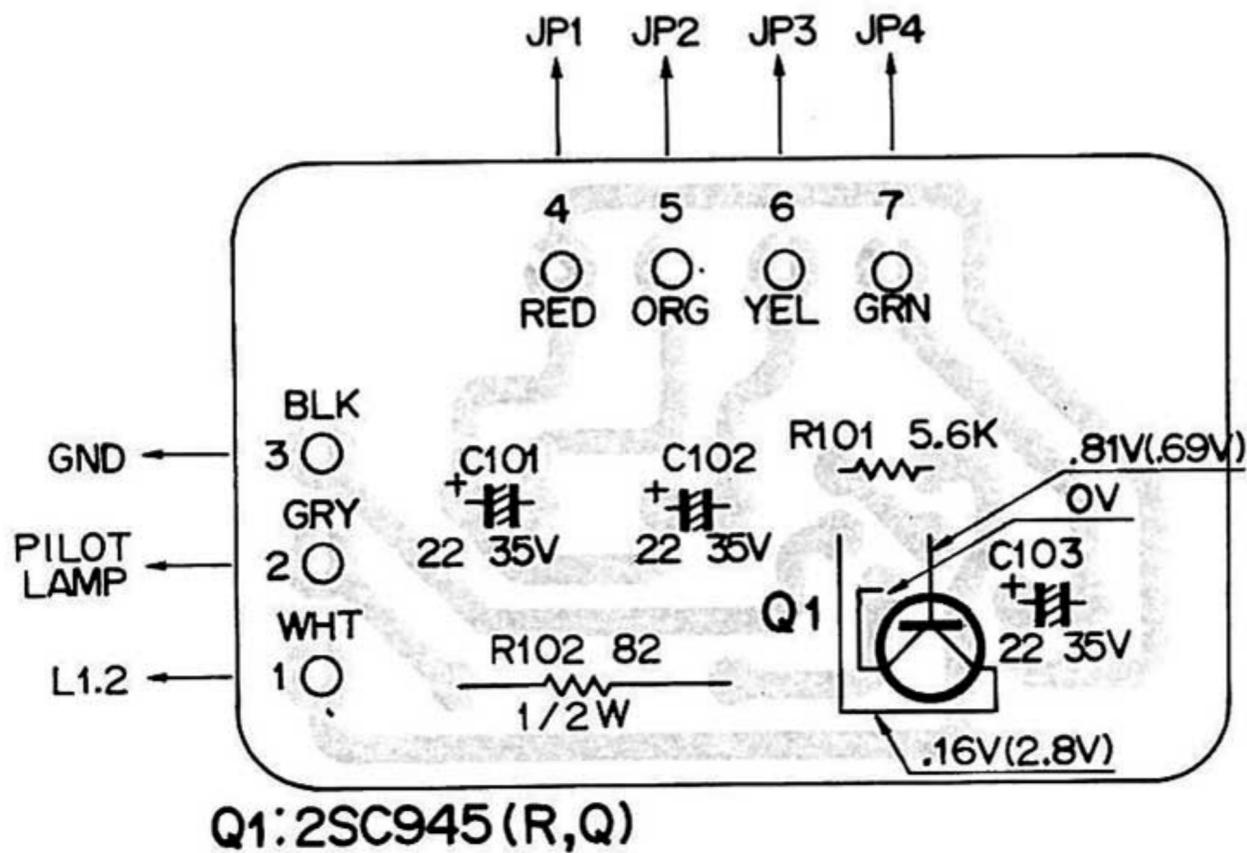 JP1 JP2 JP3 JP4
4 5 6 7
RED ORG YEL GRN
BLK
GND 3
GRY
PILOT
LAMP
2
WHT
L1.2 1
C101
+
22 35V
C102
+
22 35V
R101 5.6K
.81V(.69V)
0V
C103
+
22 35V
Q1
R102 82
1/2W
.16V(2.8V)
Q1:2SC945(R,Q)